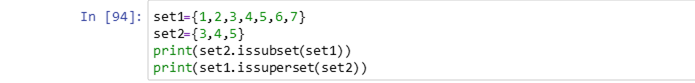 In [94]: set1={1,2,3,4,5,6,7}
set2={3,4,5}
print(set2.issubset(set1))
print(set1.issuperset(set2))